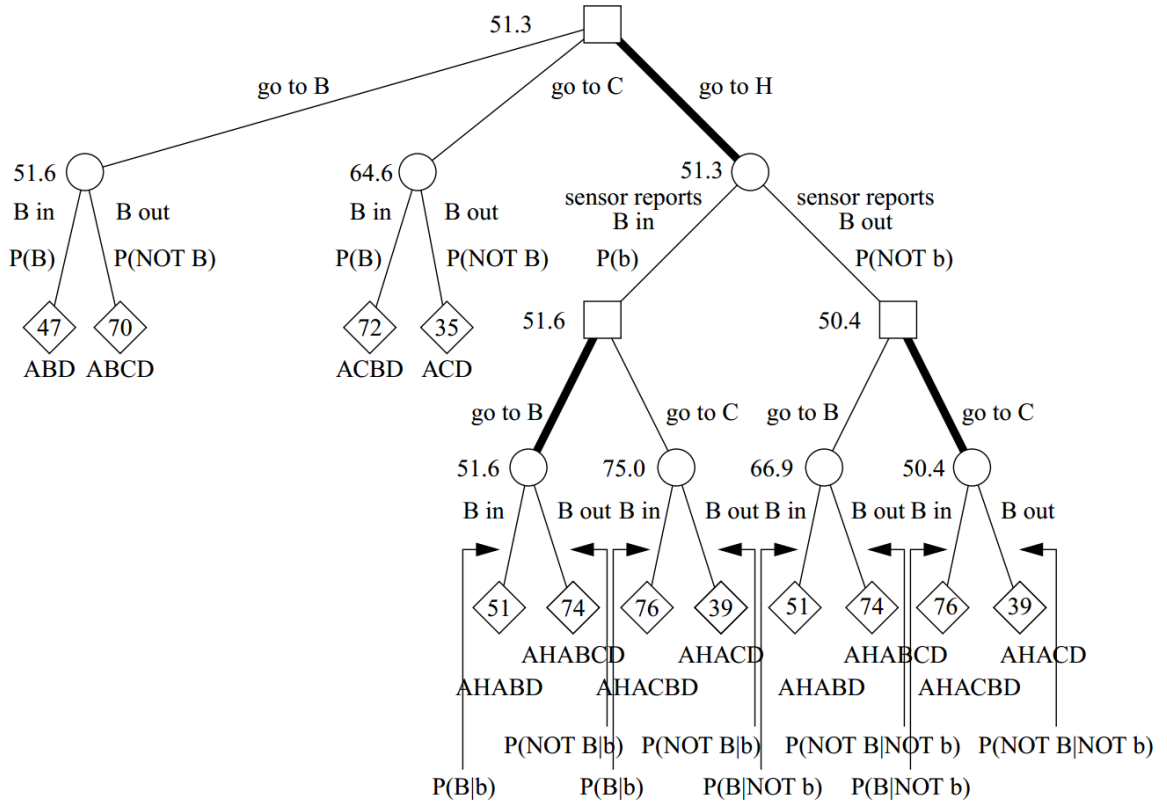 51.3
go to B
go to C
go to H
51.6
64.6
51.3
B in
B out
B in
B out
sensor reports
B in
sensor reports
B out
P(B)
P(NOT B)
P(B)
P(NOT B)
P(b)
P(NOT b)
47
70
72
35
51.6
50.4
ABD
ABCD
ACBD
ACD
go to B
go to C
go to B
go to C
51.6
75.0
66.9
50.4
B in
B out
B in
B out
B in
B out
B in
B out
51
74
76
39
51
74
76
39
AHABCD
AHACD
AHABCD
AHACD
AHABD
AHACBD
AHABD
AHACBD
P(NOT B|b)
P(NOT B|b)
P(NOT B|NOT b)
P(NOT B|NOT b)
P(B|b)
P(B|b)
P(B|NOT b)
P(B|NOT b)